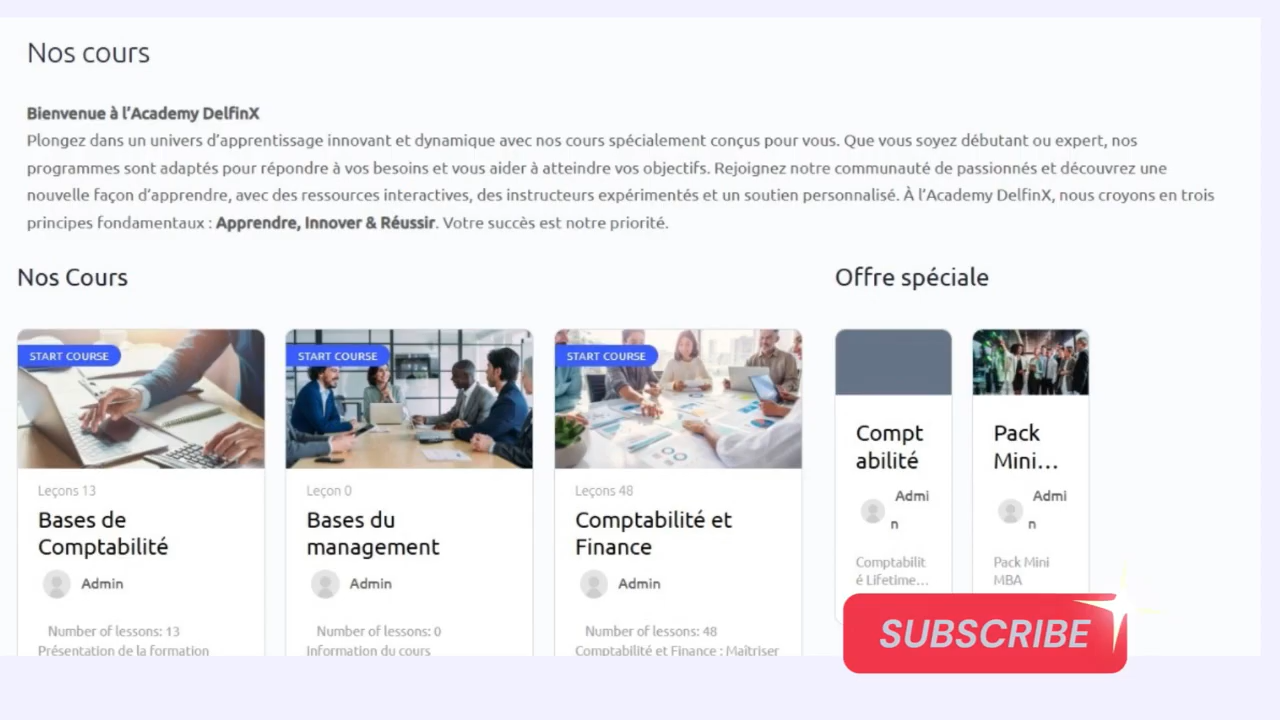 Nos cours
Bienvenue à l'Academy DelfinX
Plongez dans un univers d'apprentissage innovant et dynamique avec nos cours spécialement conçus pour vous. Que vous soyez débutant ou expert, nos
programmes sont adaptés pour répondre à vos besoins et vous aider à atteindre vos objectifs. Rejoignez notre communauté de passionnés et découvrez une
nouvelle façon d'apprendre, avec des ressources interactives, des instructeurs expérimentés et un soutien personnalisé. À l'Academy DelfinX, nous croyons en trois
principes fondamentaux : Apprendre, Innover & Réussir. Votre succès est notre priorité.
Nos Cours
START COURSE
Leçons 13
Bases de
Comptabilité
Admin
Number of lessons: 13
Présentation de la formation
START COURSE
Leçon 0
Bases du
management
Admin
Number of lessons: 0
Information du cours
START COURSE
Leçons 48
Comptabilité et
Finance
Admin
Number of lessons: 48
Comptabilité et Finance : Maîtriser
Offre spéciale
Compt
abilité
Admi
n
Comptabilit
é Lifetime...
Pack
Mini...
Admi
n
Pack Mini
MBA
SUBSCRIBE